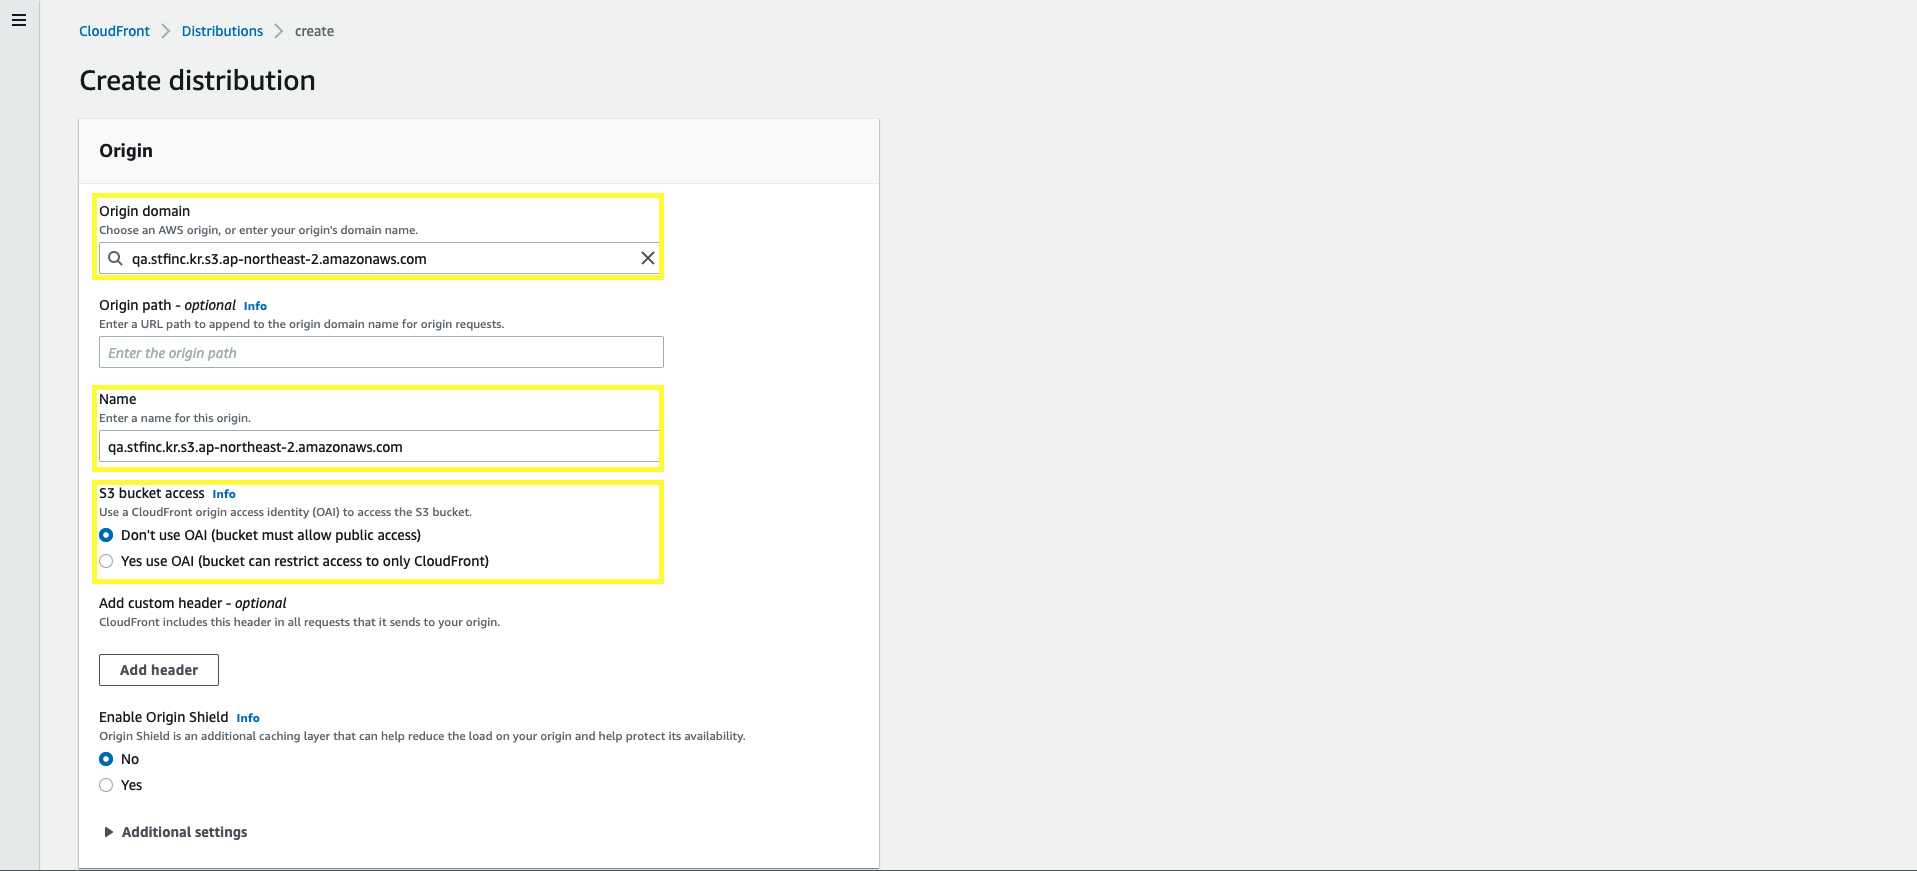 CloudFront > Distributions > create
Create distribution
Origin
Origin domain
Choose an AWS origin, or enter your origin's domain name.
qa.stfinc.kr.s3.ap-northeast-2.amazonaws.com
Origin path - optional Info
Enter a URL path to append to the origin domain name for origin requests.
Enter the origin path
Name
Enter a name for this origin.
qa.stfinc.kr.s3.ap-northeast-2.amazonaws.com
S3 bucket access Info
Use a CloudFront origin access identity (OAI) to access the S3 bucket.
Don't use OAI (bucket must allow public access)
Yes use OAI (bucket can restrict access to only CloudFront)
Add custom header - optional
CloudFront includes this header in all requests that it sends to your origin.
Add header
Enable Origin Shield Info
Origin Shield is an additional caching layer that can help reduce the load on your origin and help protect its availability.
No
Yes
Additional settings